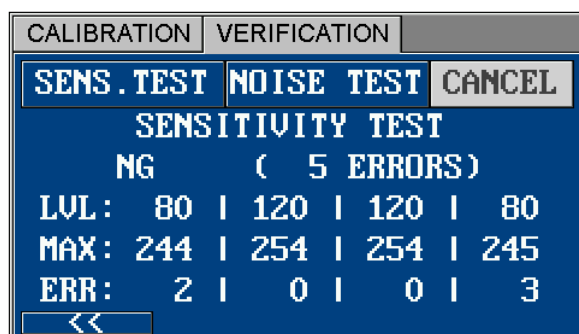 CALIBRATION VERIFICATION
SENS.TEST NOISE TEST CANCEL
SENSITIVITY TEST
NG ( 5 ERRORS)
LVL: 80 | 120 | 120 | 80
MAX: 244 | 254 | 254 | 245
ERR: 2 | 0 | 0 | 3
<<